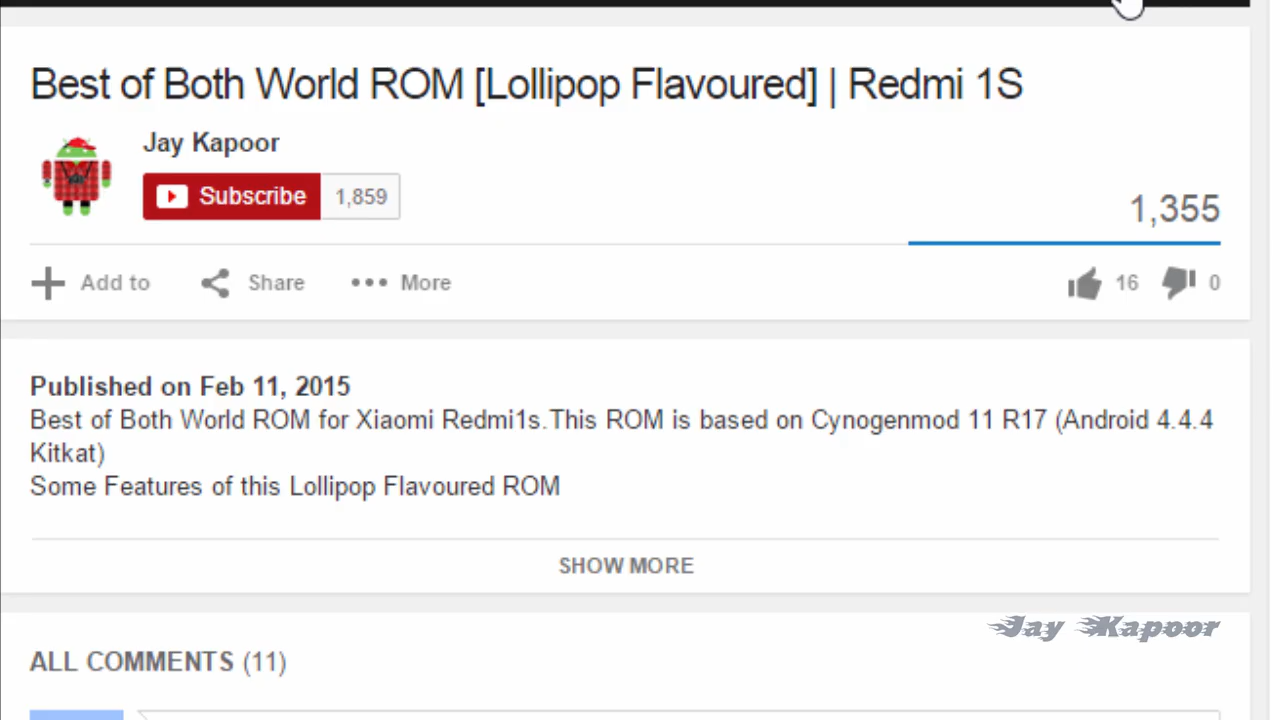 Best of Both World ROM [Lollipop Flavoured] | Redmi 1S
Jay Kapoor
Subscribe 1,859
1,355
Add to Share More 16 0
Published on Feb 11, 2015
Best of Both World ROM for Xiaomi Redmi1s.This ROM is based on Cynogenmod 11 R17 (Android 4.4.4
Kitkat)
Some Features of this Lollipop Flavoured ROM
SHOW MORE
Jay Kapoor
ALL COMMENTS (11)